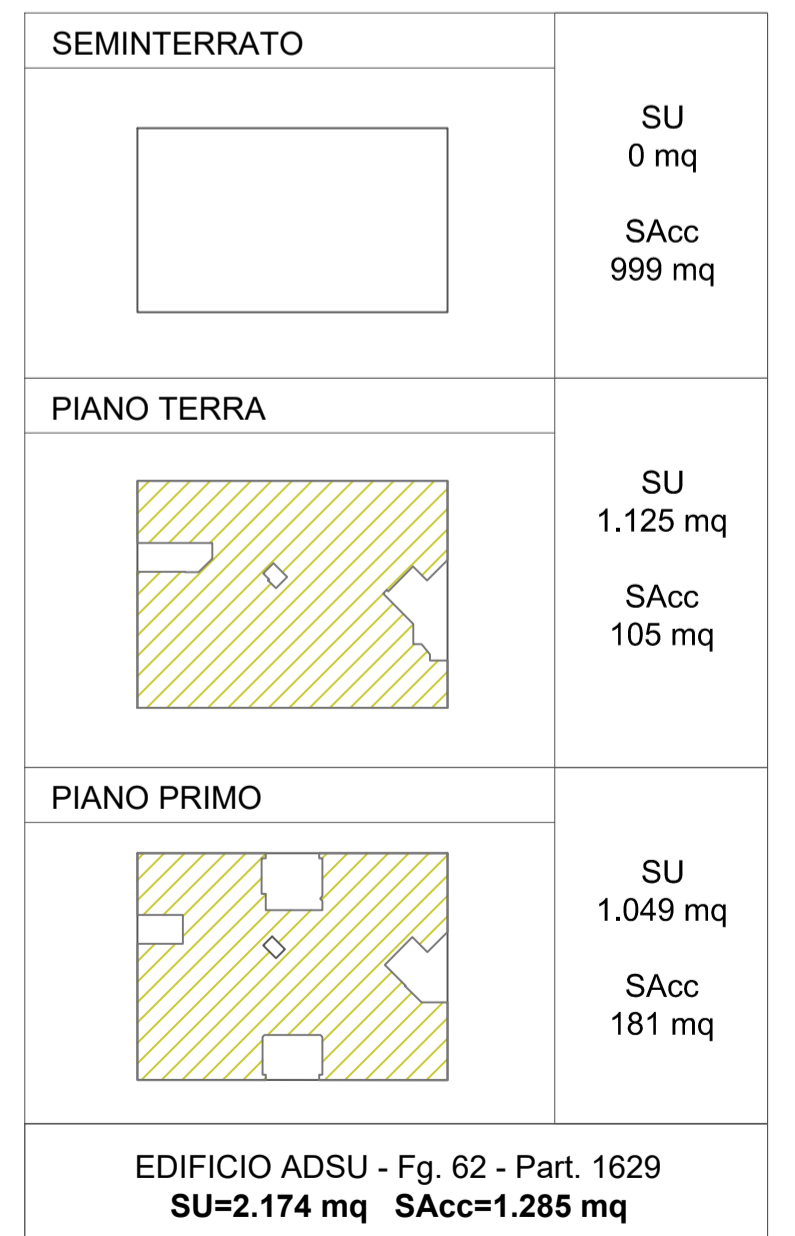 SEMINTERRATO
SU
0 mq
SAcc
999 mq
PIANO TERRA
SU
1.125 mq
SAcc
105 mq
PIANO PRIMO
SU
1.049 mq
SAcc
181 mq
EDIFICIO ADSU - Fg. 62 - Part. 1629
SU=2.174 mq SAcc=1.285 mq